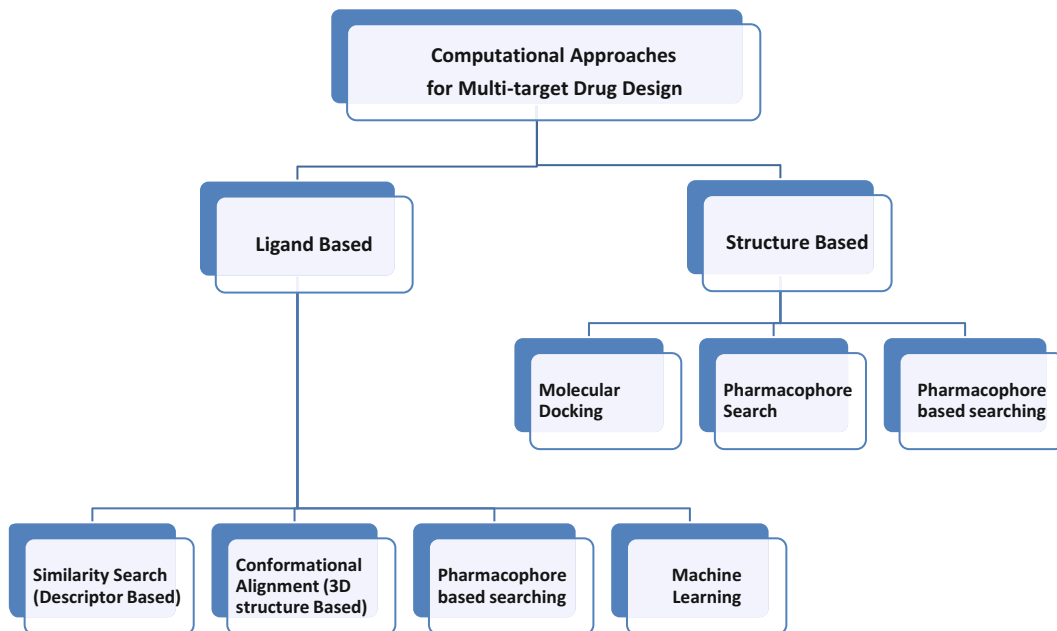 Computational Approaches
for Multi-target Drug Design
Ligand Based
Structure Based
Molecular
Docking
Pharmacophore
Search
Pharmacophore
based searching
Similarity Search
(Descriptor Based)
Conformational
Alignment (3D
structure Based)
Pharmacophore
based searching
Machine
Learning